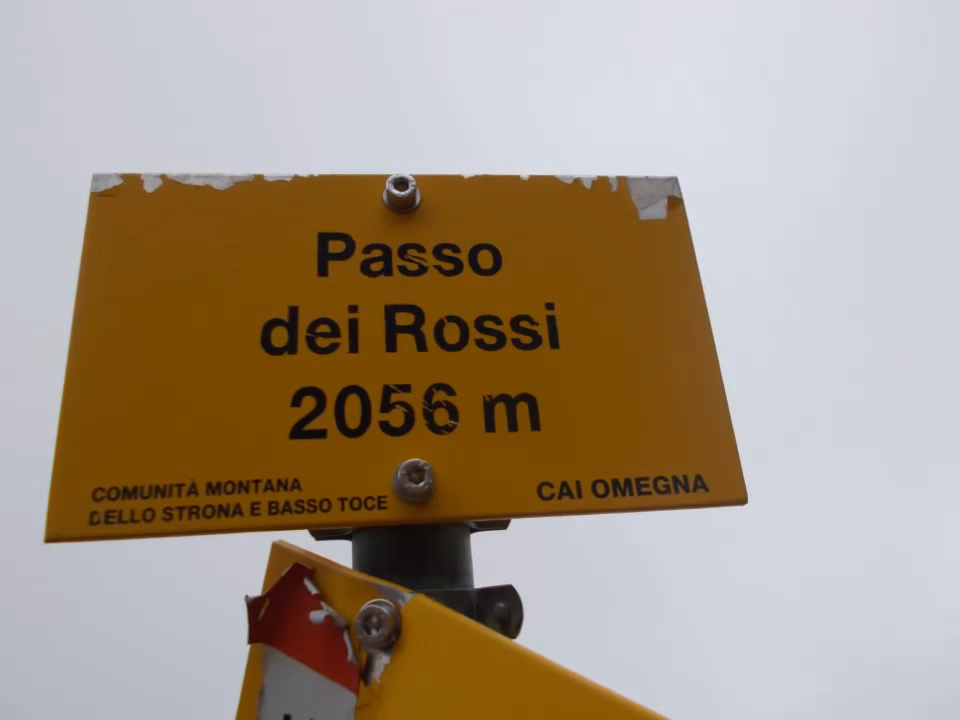 Passo
dei Rossi
2056 m
COMUNITÀ MONTANA
DELLO STRONA E BASSO TOCE
CAI OMEGNA